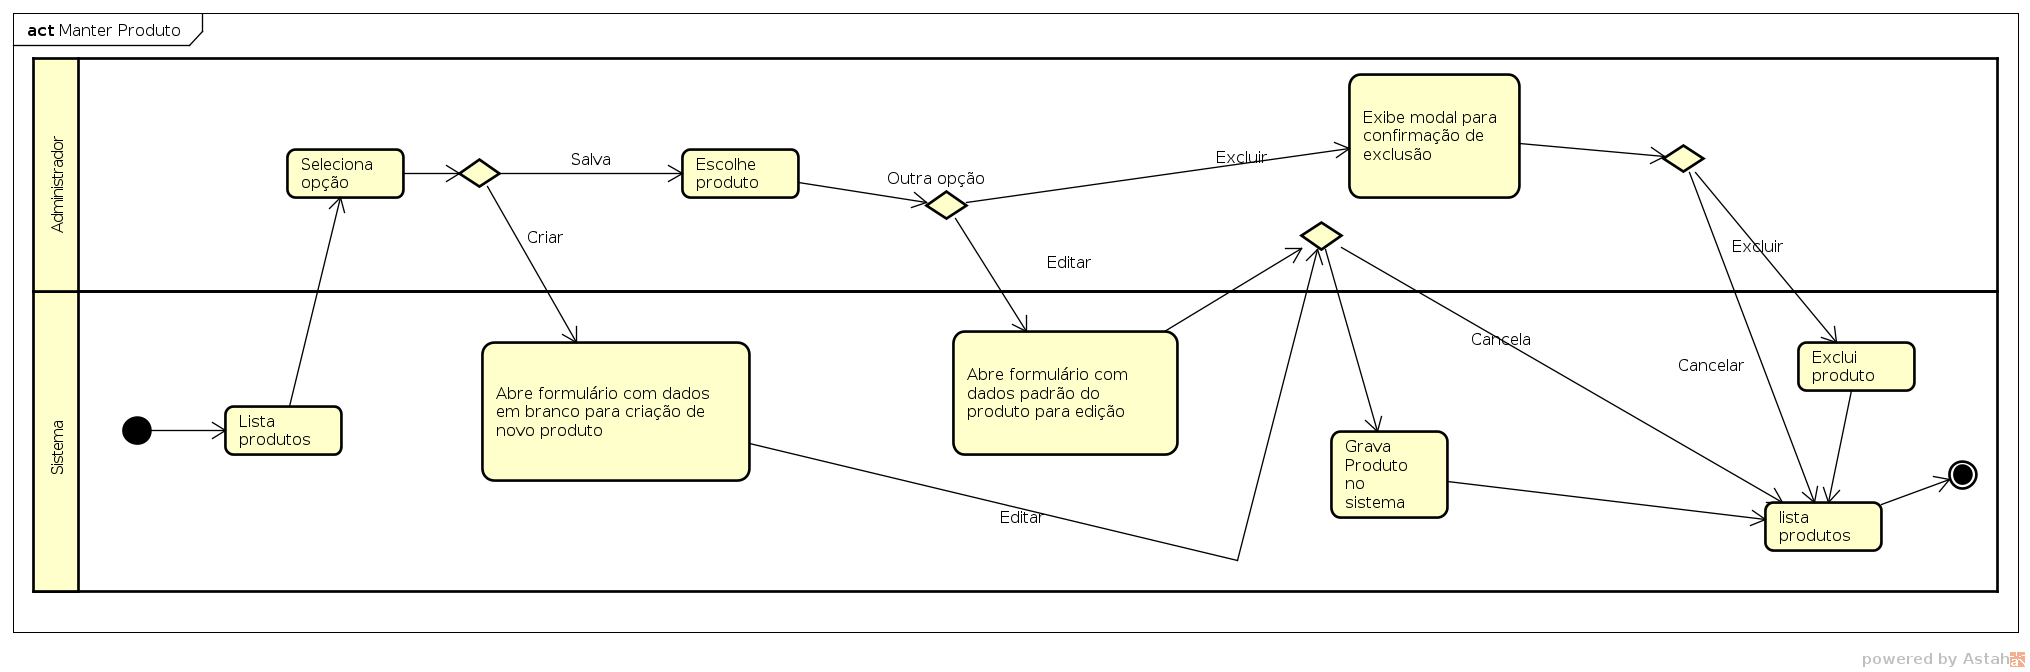 act Manter Produto
Administrador
Seleciona
opção
Salva
Criar
Escolhe
produto
Outra opção
Excluir
Editar
Exibe modal para
confirmação de
exclusão
Excluir
Sistema
Lista
produtos
Abre formulário com dados
em branco para criação de
novo produto
Abre formulário com
dados padrão do
produto para edição
Editar
Cancela
Cancelar
Grava
Produto
no
sistema
Exclui
produto
lista
produtos
powered by Astah